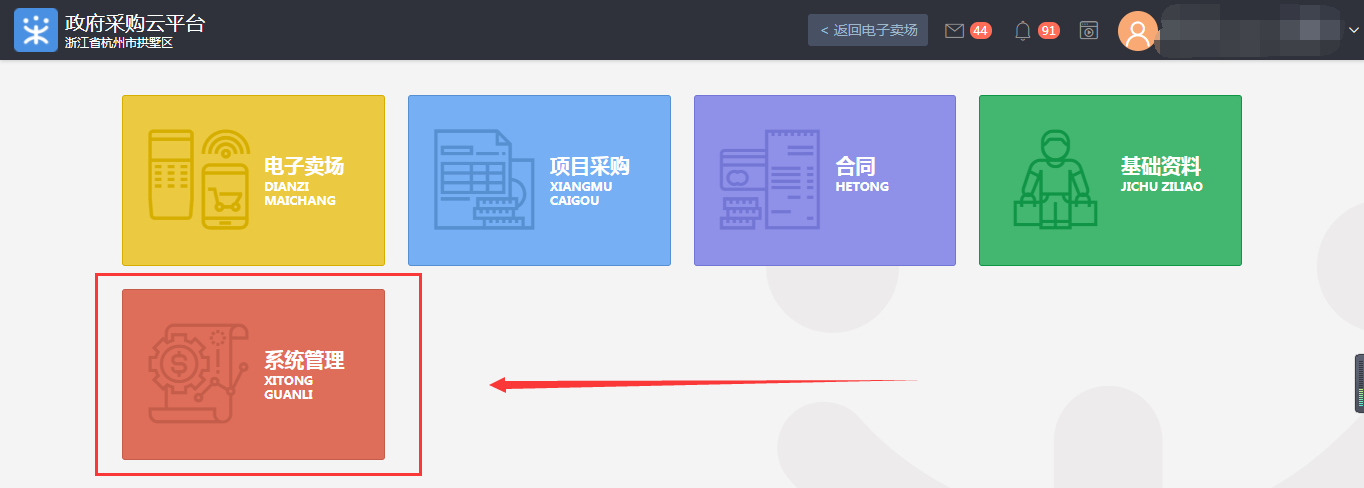 政府采购云平台
浙江省杭州市拱墅区
< 返回电子卖场
44
91
电子卖场
DIANZI
MAICHANG
项目采购
XIANGMU
CAIGOU
合同
HETONG
基础资料
JICHU ZILIAO
系统管理
XITONG
GUANLI